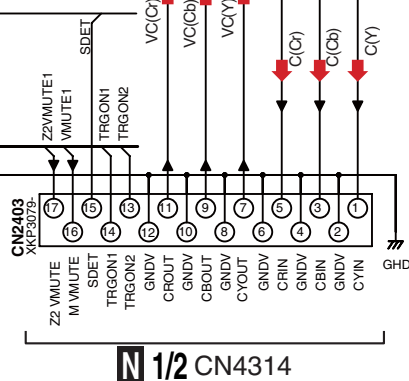 SDET
VC(Cr)
VC(Cb)
VC(Y)
C(Cr)
C(Cb)
C(Y)
Z2VMUTE1
VMUTE1
TRGON1
TRGON2
CN2403
XKP3079-
17 15 13 11 9 7 5 3 1
16 14 12 10 8 6 4 2
GHD
Z2 VMUTE
M VMUTE
SDET
TRGON1
TRGON2
GNDV
CROUT
GNDV
CBOUT
GNDV
CYOUT
GNDV
CRIN
GNDV
CBIN
GNDV
CYIN
N 1/2 CN4314